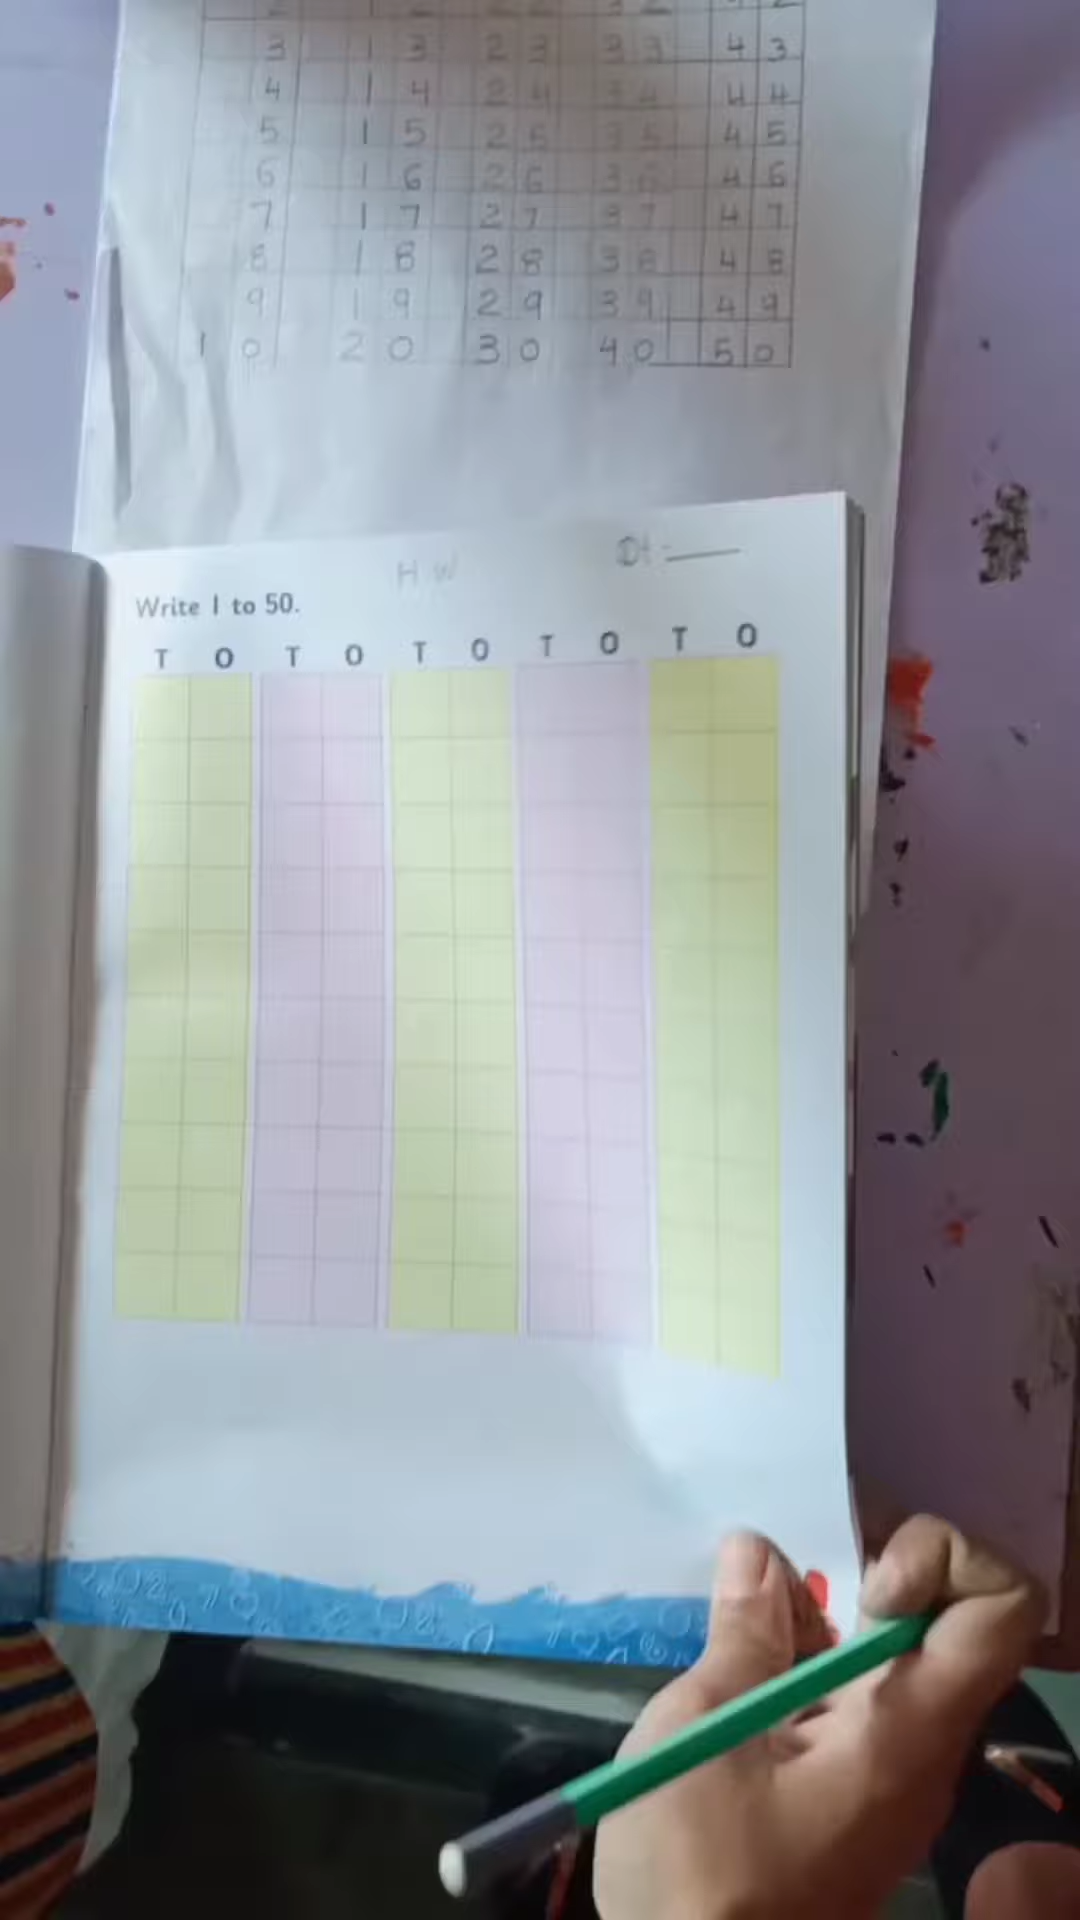 3 1 3 2 3 3 3 4 3
4 1 4 2 4 3 4 4 4
5 1 5 2 5 3 5 4 5
6 1 6 2 6 3 6 4 6
7 1 7 2 7 3 7 4 7
8 1 8 2 8 3 8 4 8
9 1 9 2 9 3 9 4 9
1 0 2 0 3 0 4 0 5 0
H.W Dt:
Write 1 to 50.
T O T O T O T O T O